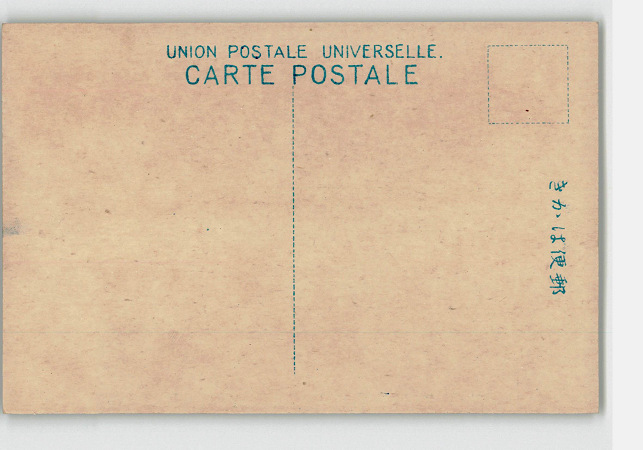 UNION POSTALE UNIVERSELLE.
CARTE POSTALE
きかは便郵